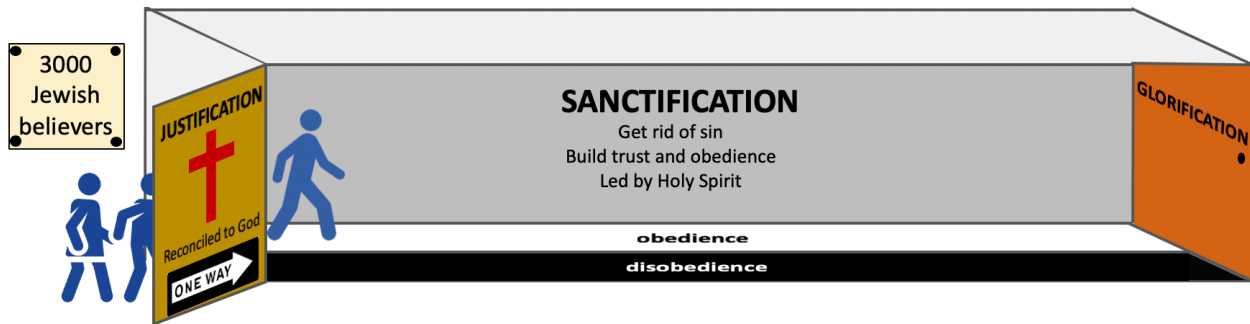 3000
Jewish
believers
JUSTIFICATION
Reconciled to God
ONE WAY
SANCTIFICATION
Get rid of sin
Build trust and obedience
Led by Holy Spirit
obedience
disobedience
GLORIFICATION